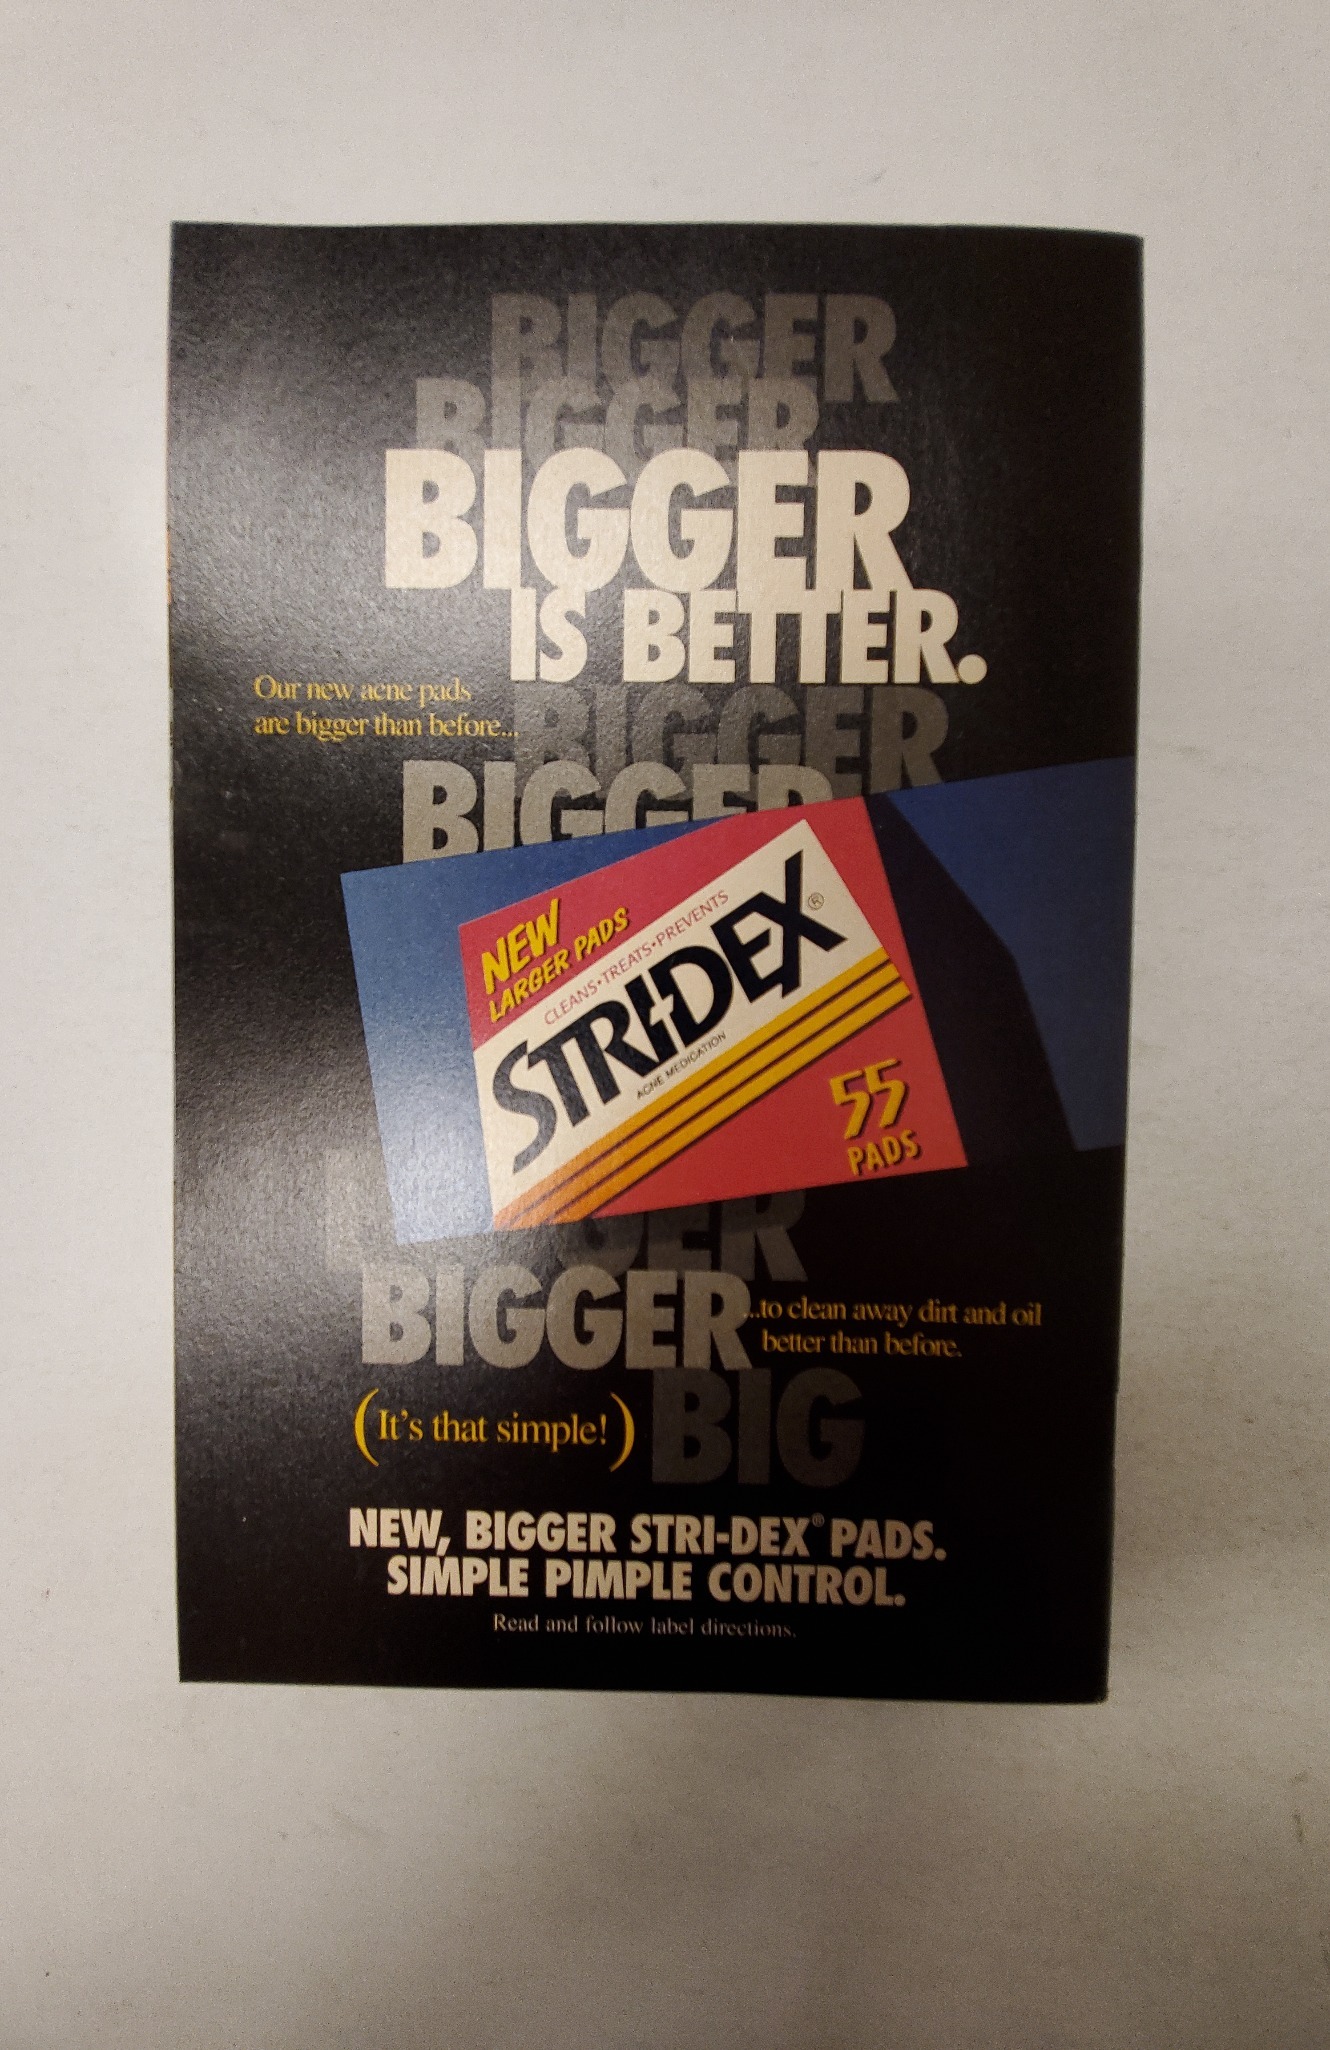 BIGGER
BIGGER
BIGGER
IS BETTER.
Our new acne pads
are bigger than before...
BIGGER
BIGGER
NEW
LARGER PADS
CLEANS•TREATS•PREVENTS
STRI-DEX®
ACNE MEDICATION
55
PADS
BIGGER
...to clean away dirt and oil
better than before.
(It's that simple!)
BIG
NEW, BIGGER STRI-DEX® PADS.
SIMPLE PIMPLE CONTROL.
Read and follow label directions.